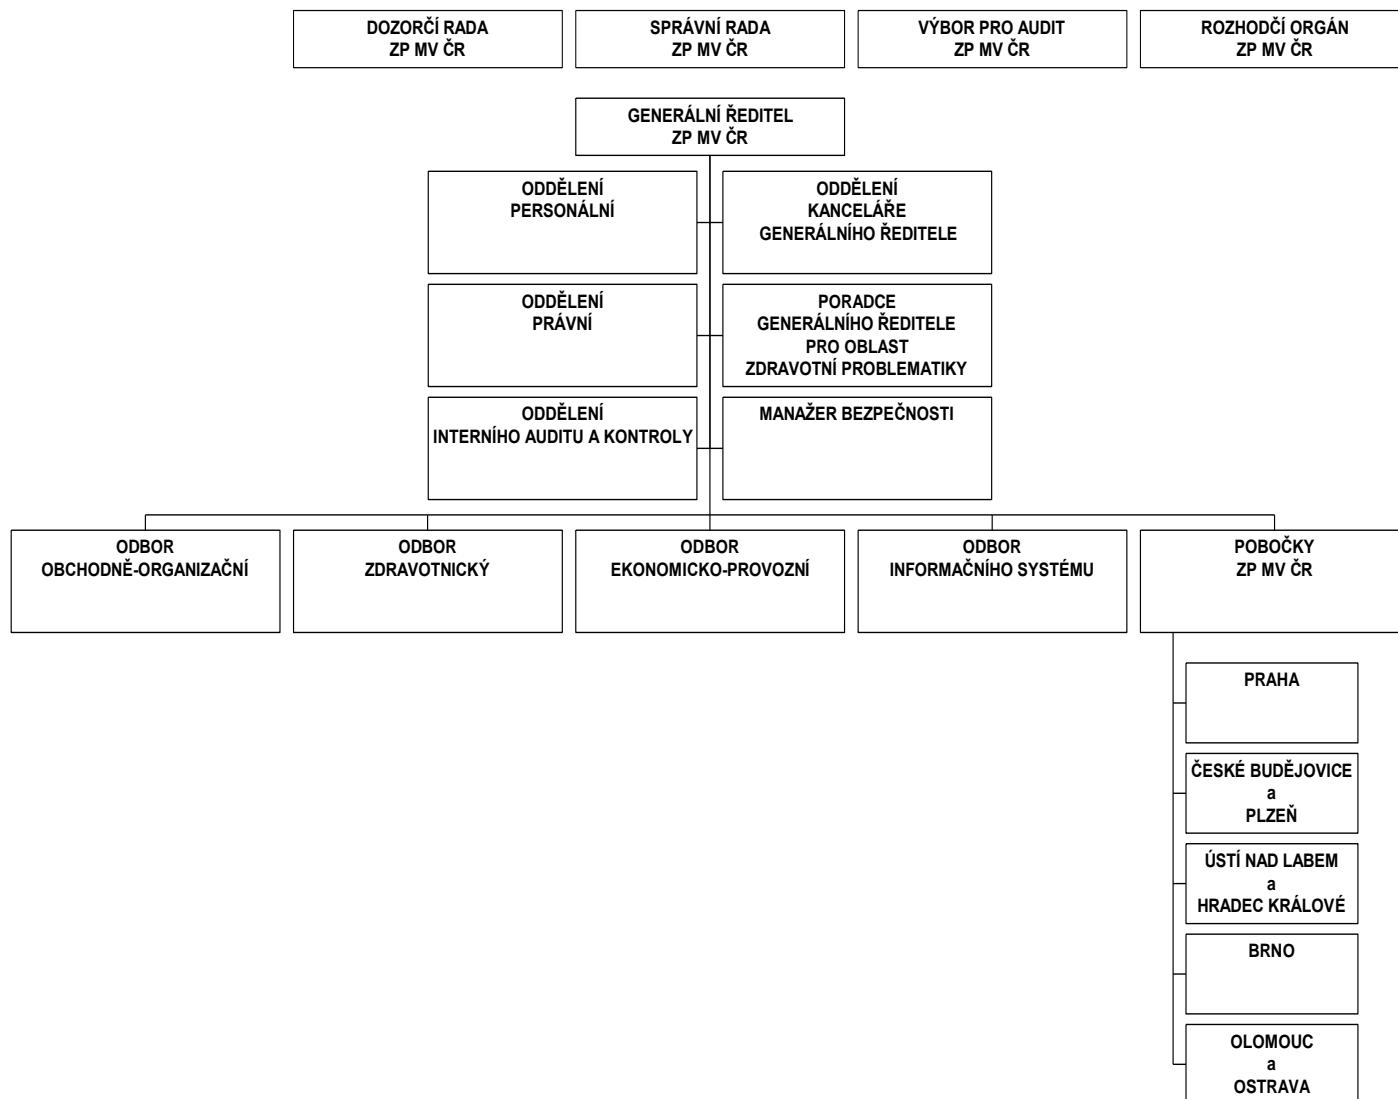 DOZORČÍ RADA
ZP MV ČR
SPRÁVNÍ RADA
ZP MV ČR
VÝBOR PRO AUDIT
ZP MV ČR
ROZHODČÍ ORGÁN
ZP MV ČR
GENERÁLNÍ ŘEDITEL
ZP MV ČR
ODDĚLENÍ
PERSONÁLNÍ
ODDĚLENÍ
KANCELÁŘE
GENERÁLNÍHO ŘEDITELE
ODDĚLENÍ
PRÁVNÍ
PORADCE
GENERÁLNÍHO ŘEDITELE
PRO OBLAST
ZDRAVOTNÍ PROBLEMATIKY
ODDĚLENÍ
INTERNÍHO AUDITU A KONTROLY
MANAŽER BEZPEČNOSTI
ODBOR
OBCHODNĚ-ORGANIZAČNÍ
ODBOR
ZDRAVOTNICKÝ
ODBOR
EKONOMICKO-PROVOZNÍ
ODBOR
INFORMAČNÍHO SYSTÉMU
POBOČKY
ZP MV ČR
PRAHA
ČESKÉ BUDĚJOVICE
a
PLZEŇ
ÚSTÍ NAD LABEM
a
HRADEC KRÁLOVÉ
BRNO
OLOMOUC
a
OSTRAVA